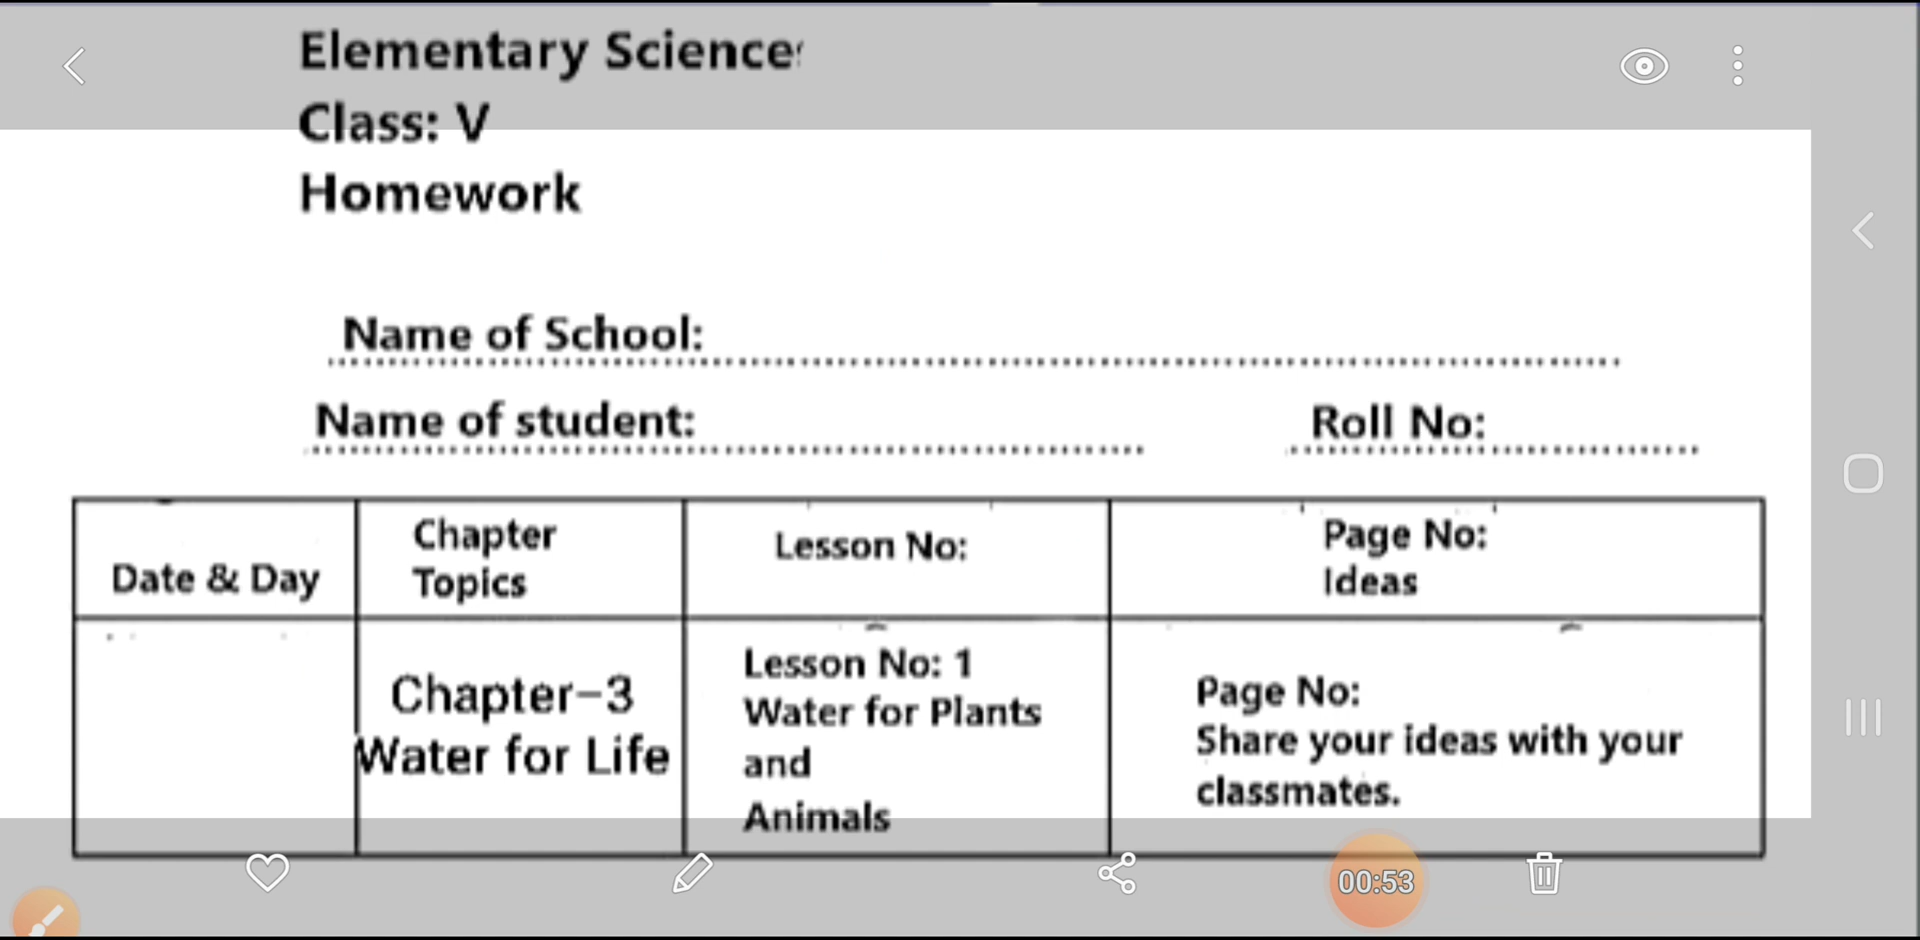 Elementary Science
Class: V
Homework
Name of School:
Name of student:
Roll No:
Date & Day
Chapter
Topics
Lesson No:
Page No:
Ideas
Chapter-3
Water for Life
Lesson No: 1
Water for Plants
and
Animals
Page No:
Share your ideas with your
classmates.
00:53